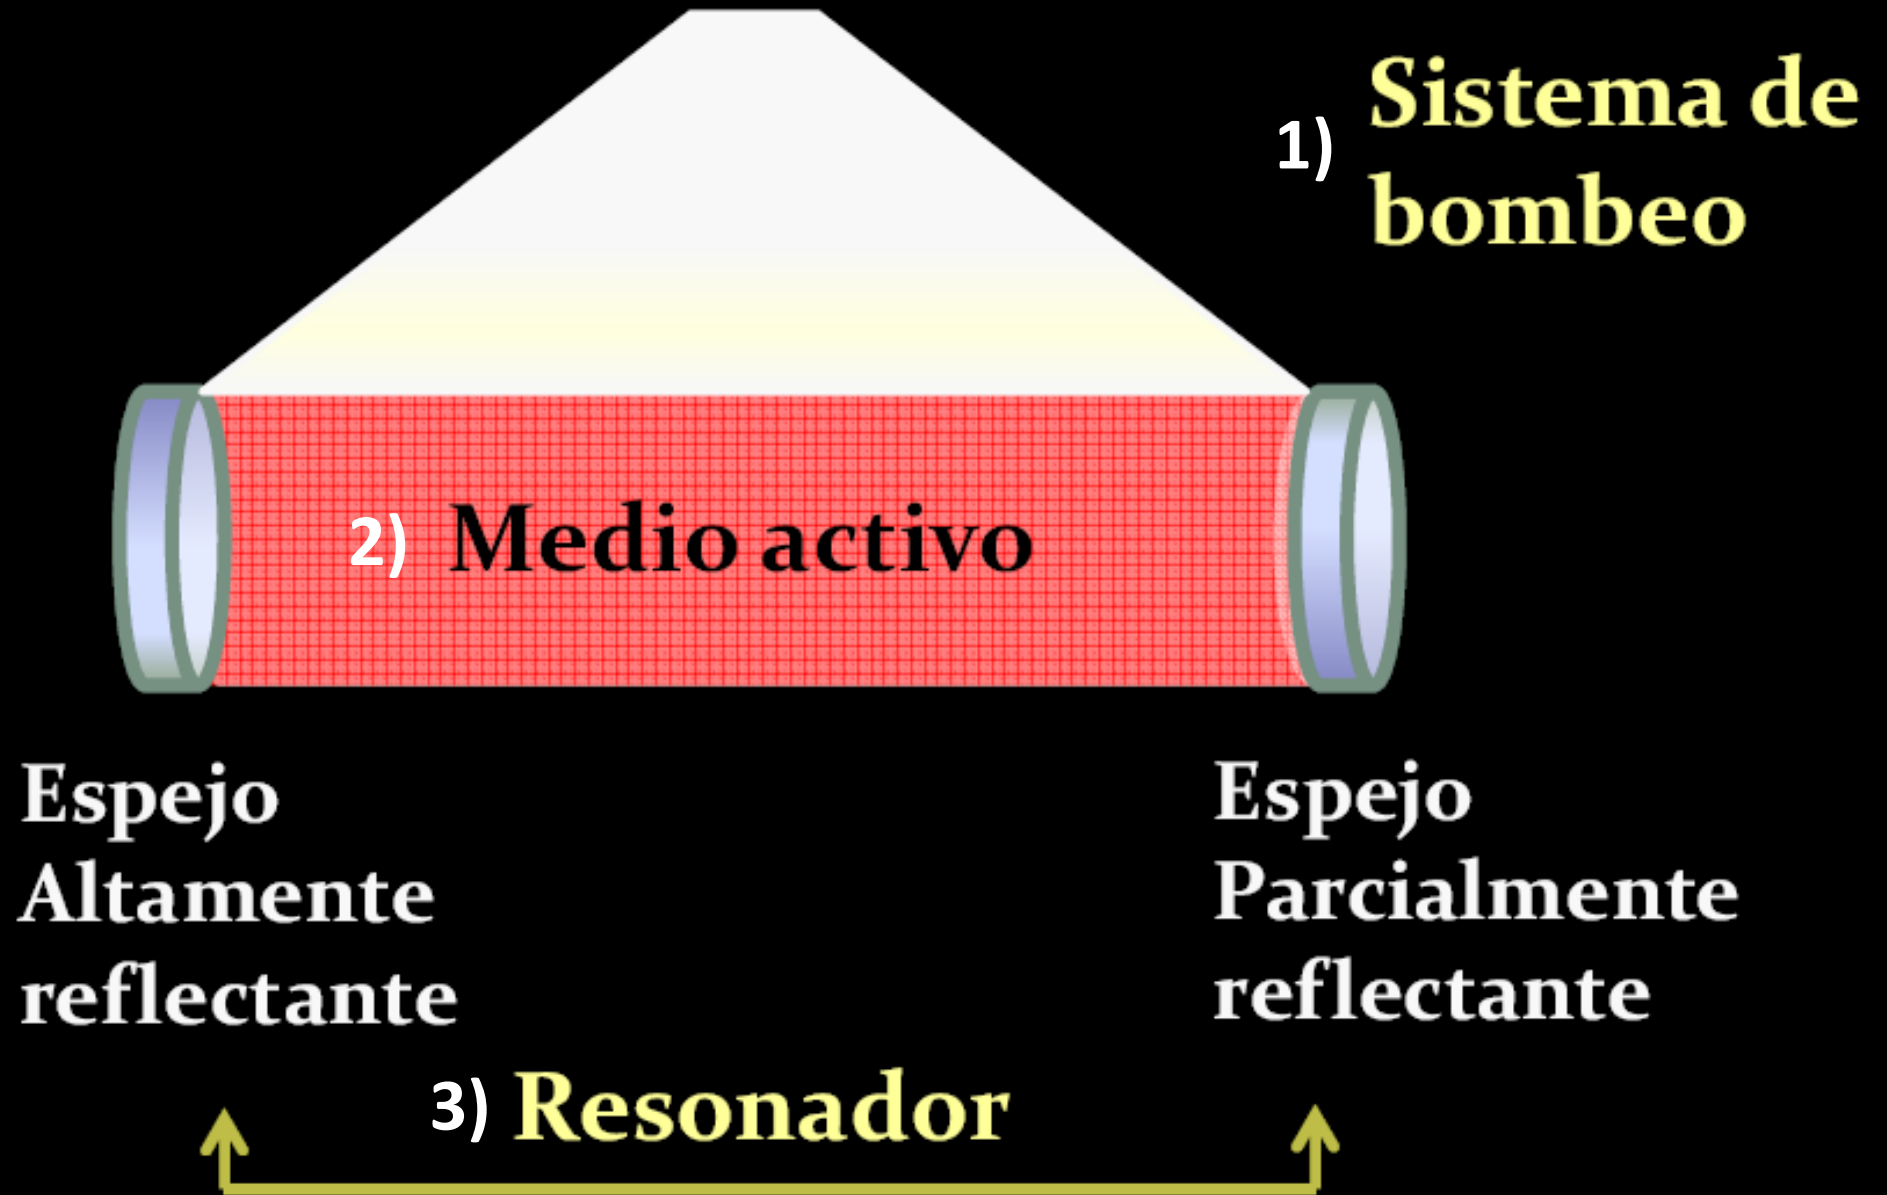 1) Sistema de
bombeo
2) Medio activo
Espejo
Altamente
reflectante
Espejo
Parcialmente
reflectante
3) Resonador